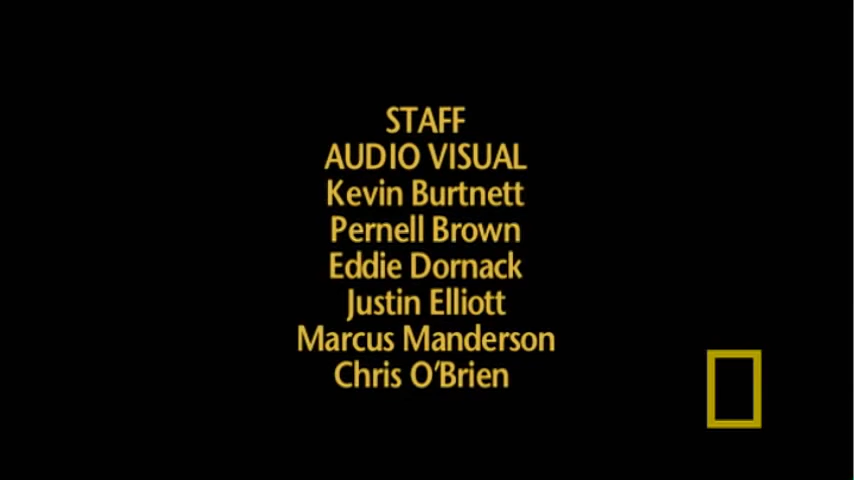 STAFF
AUDIO VISUAL
Kevin Burtnett
Pernell Brown
Eddie Dornack
Justin Elliott
Marcus Manderson
Chris O’Brien